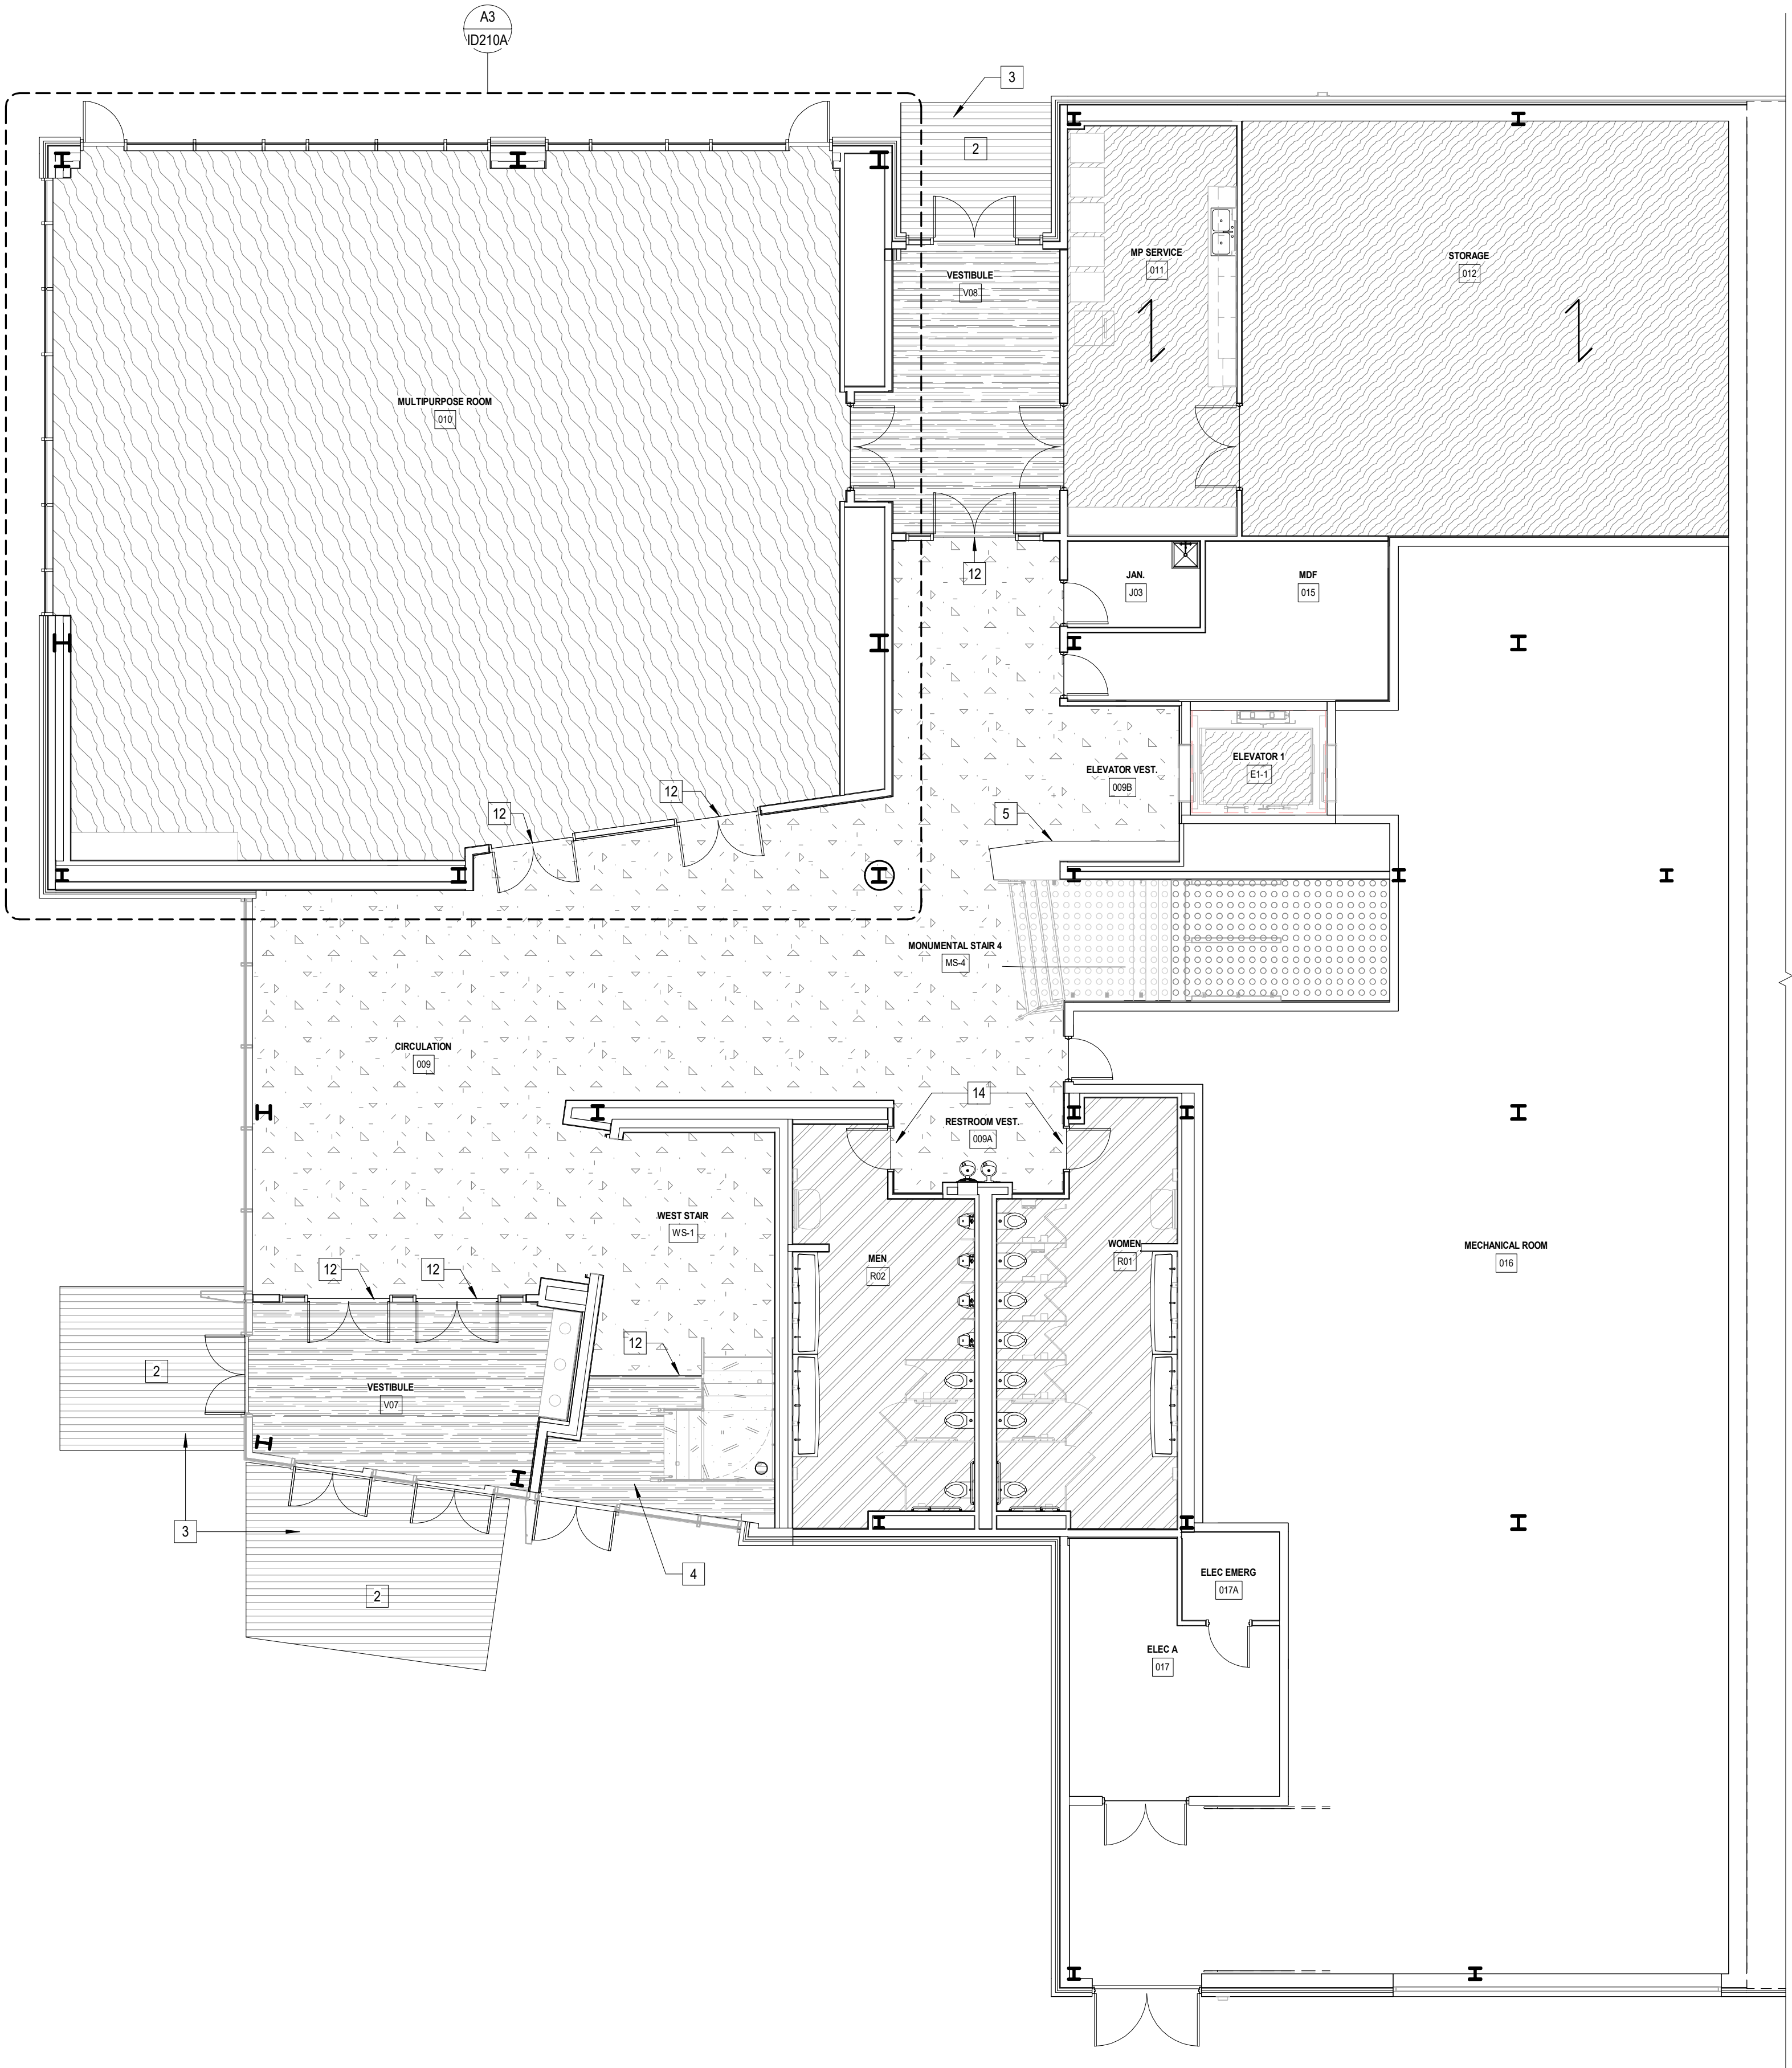 A3
ID210A
3
2
MP SERVICE
011
STORAGE
012
VESTIBULE
V08
MULTIPURPOSE ROOM
010
12
JAN.
J03
MDF
015
ELEVATOR 1
E1-1
ELEVATOR VEST.
009B
12
12
5
MONUMENTAL STAIR 4
MS-4
CIRCULATION
009
14
RESTROOM VEST.
009A
WEST STAIR
WS-1
MEN
R02
WOMEN
R01
MECHANICAL ROOM
016
12
12
12
2
VESTIBULE
V07
3
4
2
ELEC EMERG
017A
ELEC A
017